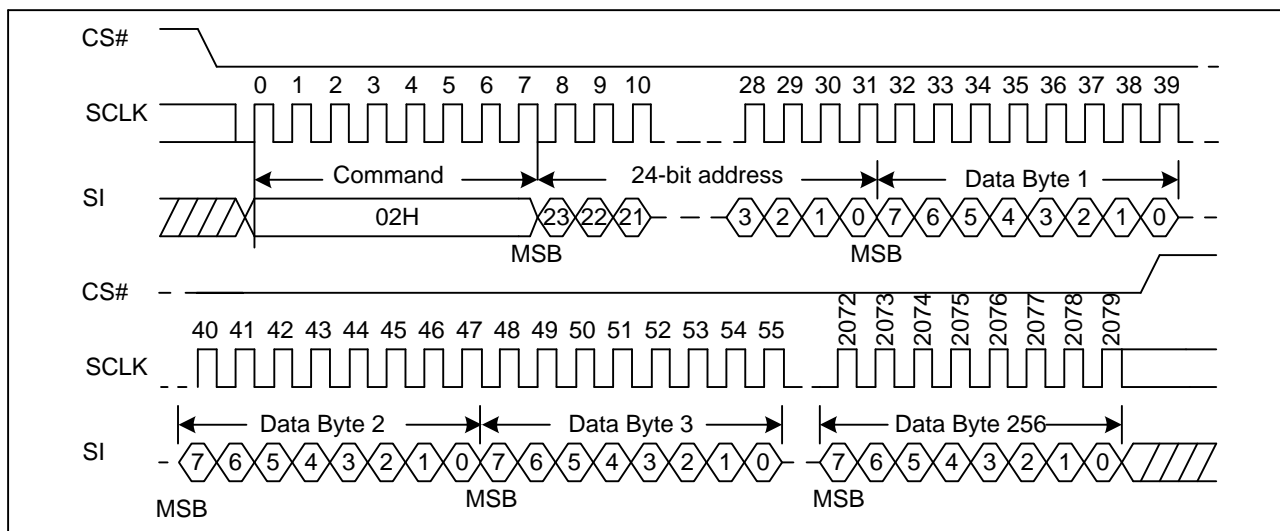 CS#
0 1 2 3 4 5 6 7 8 9 10 28 29 30 31 32 33 34 35 36 37 38 39
SCLK
Command 24-bit address Data Byte 1
SI
02H 23 22 21 3 2 1 0 7 6 5 4 3 2 1 0
MSB MSB
CS#
40 41 42 43 44 45 46 47 48 49 50 51 52 53 54 55 2072 2073 2074 2075 2076 2077 2078 2079
SCLK
Data Byte 2 Data Byte 3 Data Byte 256
SI
7 6 5 4 3 2 1 0 7 6 5 4 3 2 1 0 7 6 5 4 3 2 1 0
MSB MSB MSB